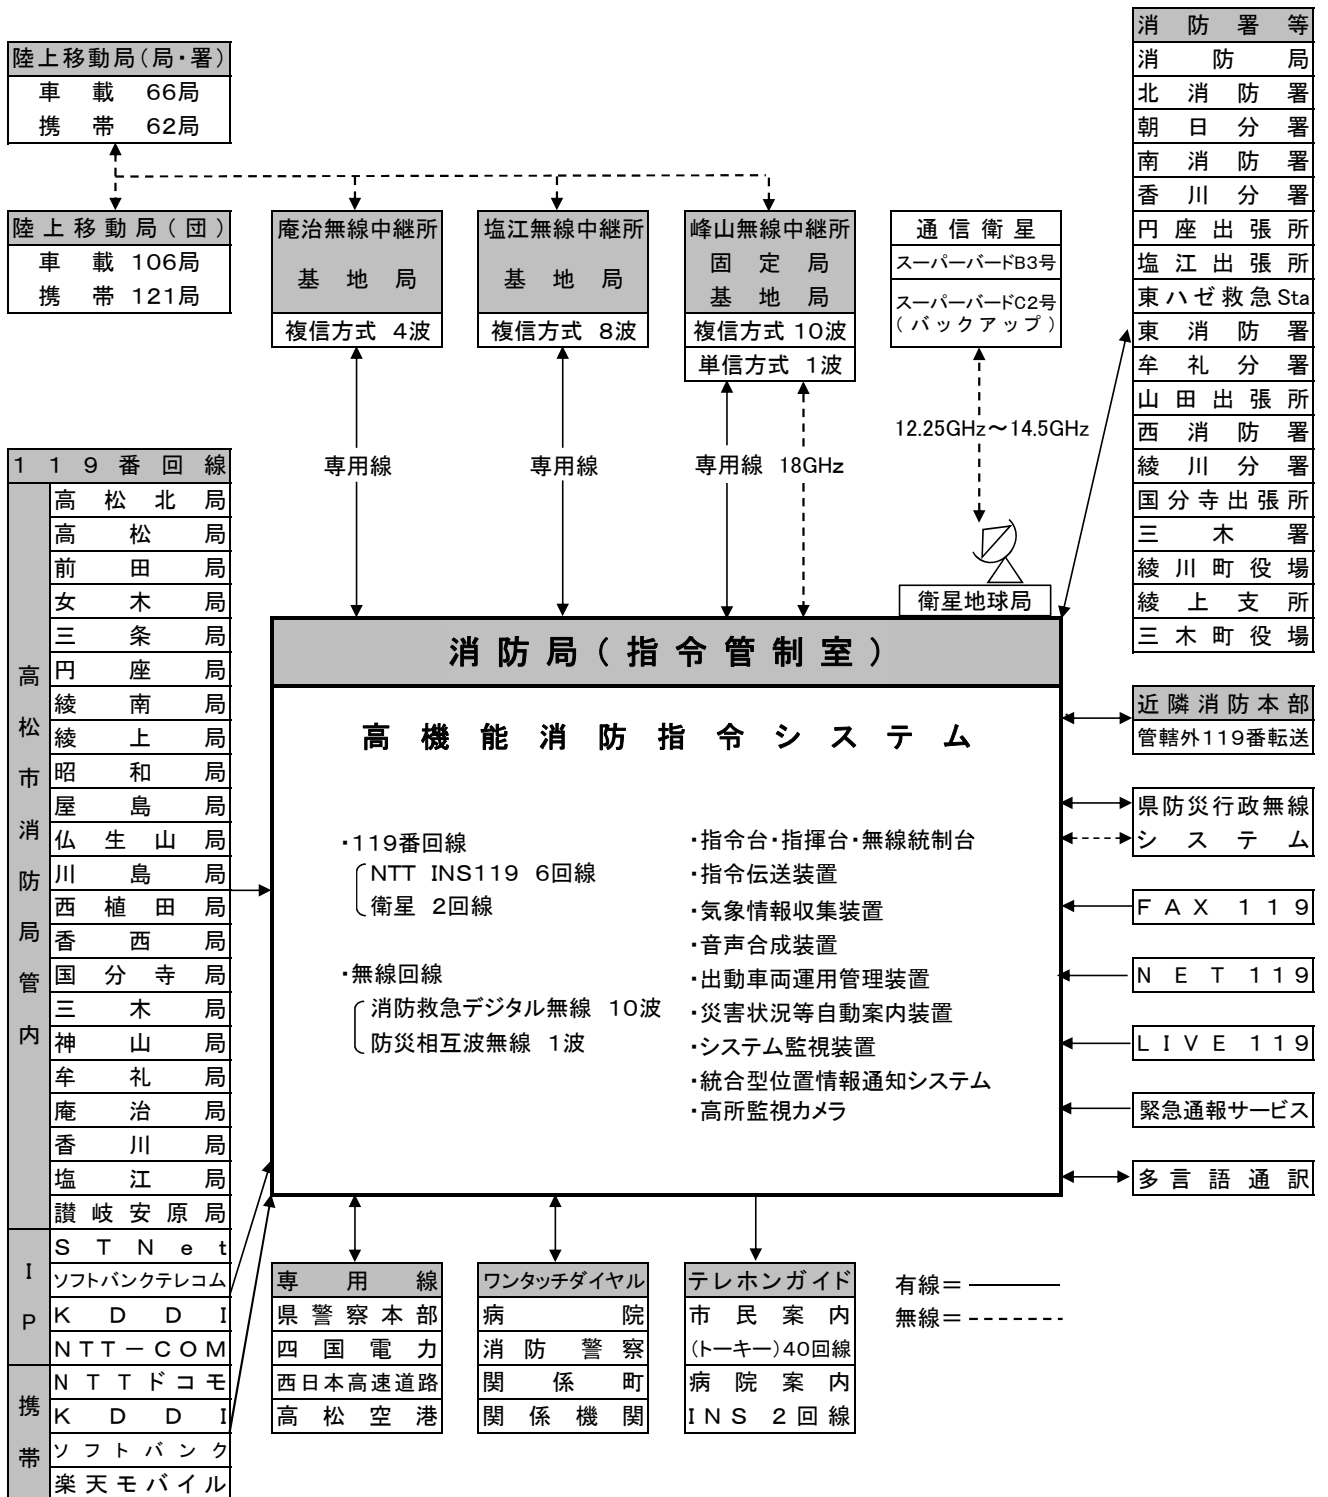 陸上移動局(局・署)
車載 66局
携帯 62局
陸上移動局(団)
車載 106局
携帯 121局
庵治無線中継所
基地局
複信方式 4波
塩江無線中継所
基地局
複信方式 8波
峰山無線中継所
固定局
基地局
複信方式 10波
単信方式 1波
通信衛星
スーパーバードB3号
スーパーバードC2号
(バックアップ)
消防署等
消防局
北消防署
朝日分署
南消防署
香川分署
円座出張所
塩江出張所
東ハゼ救急Sta
東消防署
牟礼分署
山田出張所
西消防署
綾川分署
国分寺出張所
三木署
綾川町役場
綾上支所
三木町役場
専用線
専用線
専用線 18GHz
12.25GHz~14.5GHz
衛星地球局
119番回線
高松市消防局管内
高松北局
高松局
前田局
女木局
三条局
円座局
綾南局
綾上局
昭和局
屋島局
仏生山局
川島局
西植田局
香西局
国分寺局
三木局
神山局
牟礼局
庵治局
香川局
塩江局
讃岐安原局
IP
STNet
ソフトバンクテレコム
KDDI
NTT-COM
携帯
NTTドコモ
KDDI
ソフトバンク
楽天モバイル
消防局(指令管制室)
高機能消防指令システム
・119番回線
NTT INS119 6回線
衛星 2回線
・無線回線
消防救急デジタル無線 10波
防災相互波無線 1波
・指令台・指揮台・無線統制台
・指令伝送装置
・気象情報収集装置
・音声合成装置
・出動車両運用管理装置
・災害状況等自動案内装置
・システム監視装置
・統合型位置情報通知システム
・高所監視カメラ
近隣消防本部
管轄外119番転送
県防災行政無線
システム
FAX119
NET119
LIVE119
緊急通報サービス
多言語通訳
専用線
県警察本部
四国電力
西日本高速道路
高松空港
ワンタッチダイヤル
病院
消防警察
関係町
関係機関
テレホンガイド
市民案内
(トーキー)40回線
病院案内
INS 2回線
有線=
無線=